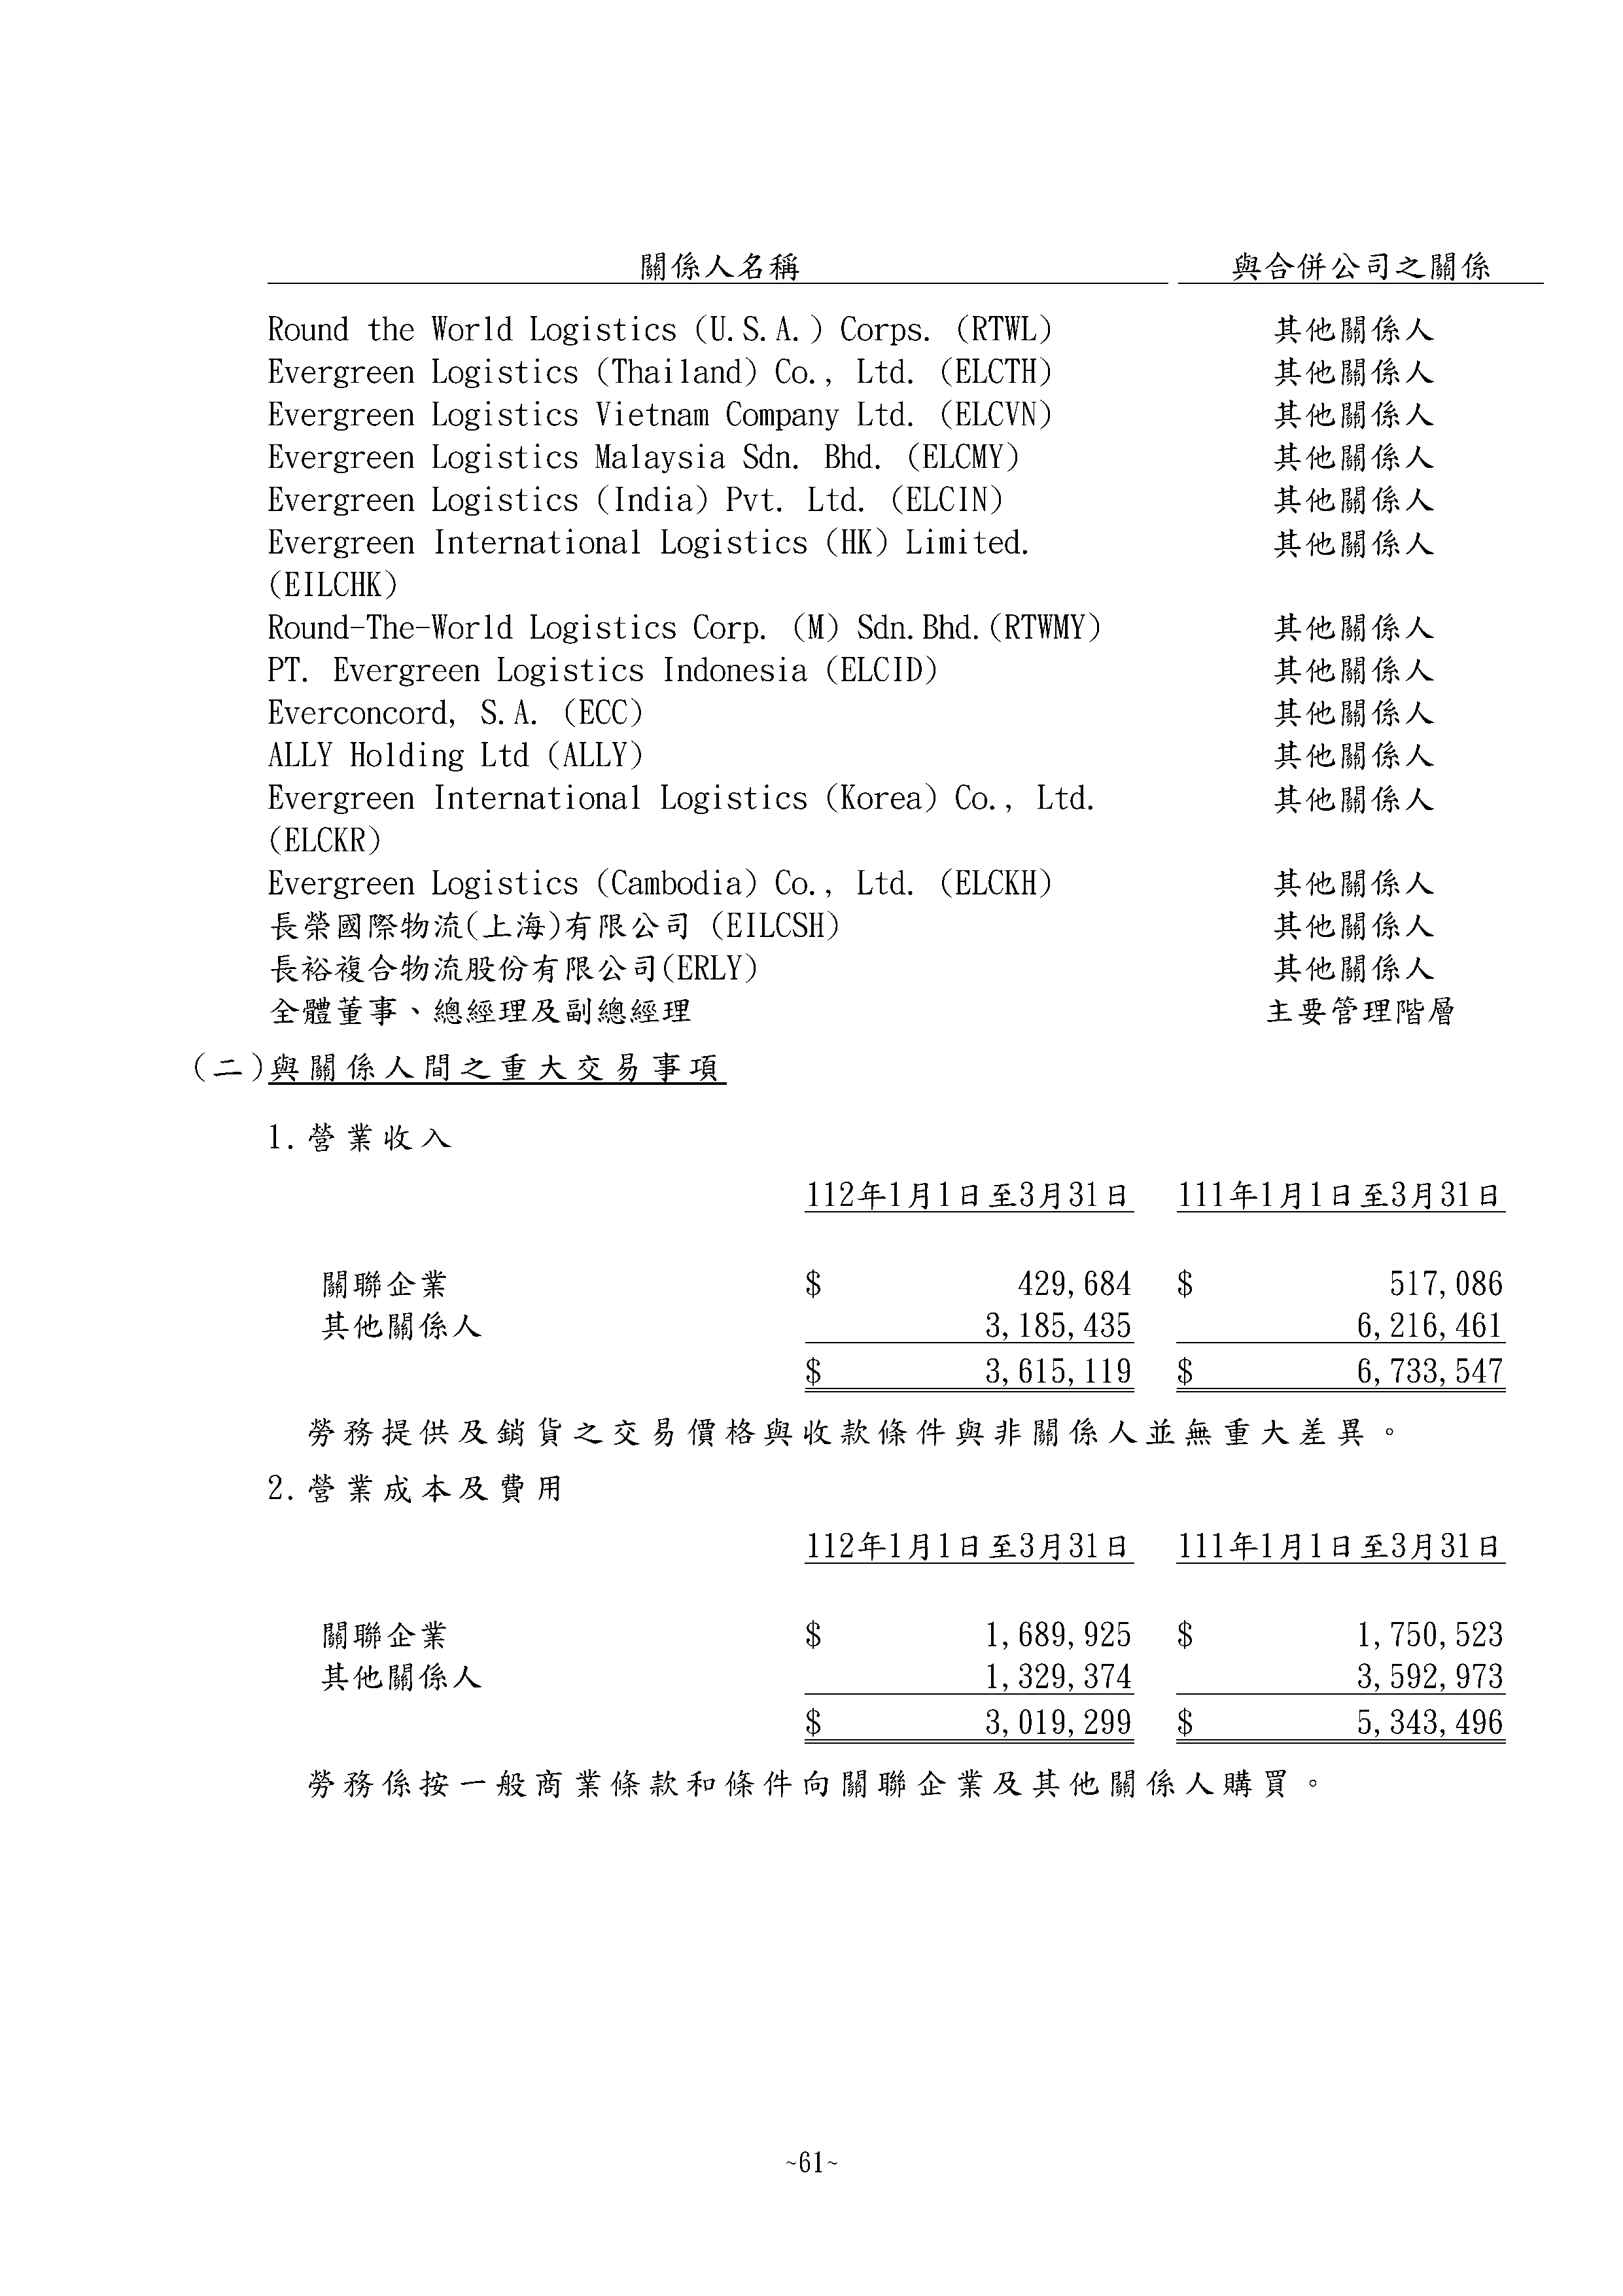 關係人名稱 與合併公司之關係
Round the World Logistics (U.S.A.) Corps. (RTWL) 其他關係人
Evergreen Logistics (Thailand) Co., Ltd. (ELCTH) 其他關係人
Evergreen Logistics Vietnam Company Ltd. (ELCVN) 其他關係人
Evergreen Logistics Malaysia Sdn. Bhd. (ELCMY) 其他關係人
Evergreen Logistics (India) Pvt. Ltd. (ELCIN) 其他關係人
Evergreen International Logistics (HK) Limited. 其他關係人
(EILCHK)
Round-The-World Logistics Corp. (M) Sdn.Bhd.(RTWMY) 其他關係人
PT. Evergreen Logistics Indonesia (ELCID) 其他關係人
Everconcord, S.A. (ECC) 其他關係人
ALLY Holding Ltd (ALLY) 其他關係人
Evergreen International Logistics (Korea) Co., Ltd. 其他關係人
(ELCKR)
Evergreen Logistics (Cambodia) Co., Ltd. (ELCKH) 其他關係人
長榮國際物流(上海)有限公司 (EILCSH) 其他關係人
長裕複合物流股份有限公司(ERLY) 其他關係人
全體董事、總經理及副總經理 主要管理階層
(二)與關係人間之重大交易事項
1.營業收入
112年1月1日至3月31日 111年1月1日至3月31日
關聯企業 $ 429,684 $ 517,086
其他關係人 3,185,435 6,216,461
$ 3,615,119 $ 6,733,547
勞務提供及銷貨之交易價格與收款條件與非關係人並無重大差異。
2.營業成本及費用
112年1月1日至3月31日 111年1月1日至3月31日
關聯企業 $ 1,689,925 $ 1,750,523
其他關係人 1,329,374 3,592,973
$ 3,019,299 $ 5,343,496
勞務係按一般商業條款和條件向關聯企業及其他關係人購買。
~61~